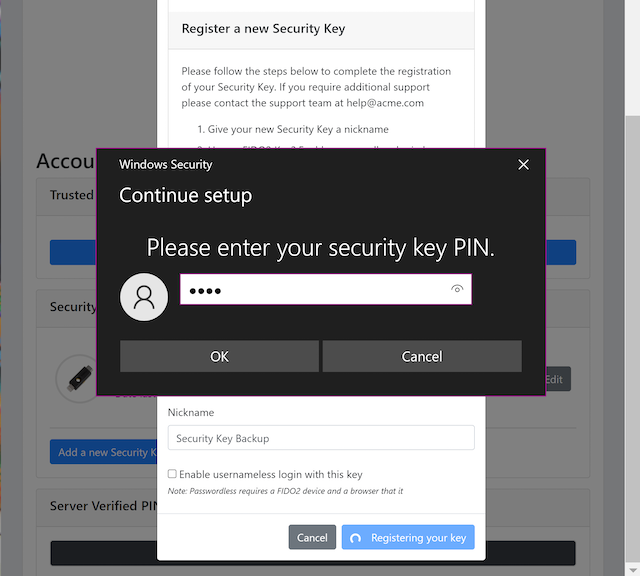 Register a new Security Key
Please follow the steps below to complete the registration
of your Security Key. If you require additional support
please contact the support team at help@acme.com
1. Give your new Security Key a nickname
Windows Security
Continue setup
Please enter your security key PIN.
OK
Cancel
Trusted
Security
Edit
Nickname
Security Key Backup
Add a new Security
Enable usernameless login with this key
Note: Passwordless requires a FIDO2 device and a browser that it
Server Verified
Cancel
Registering your key